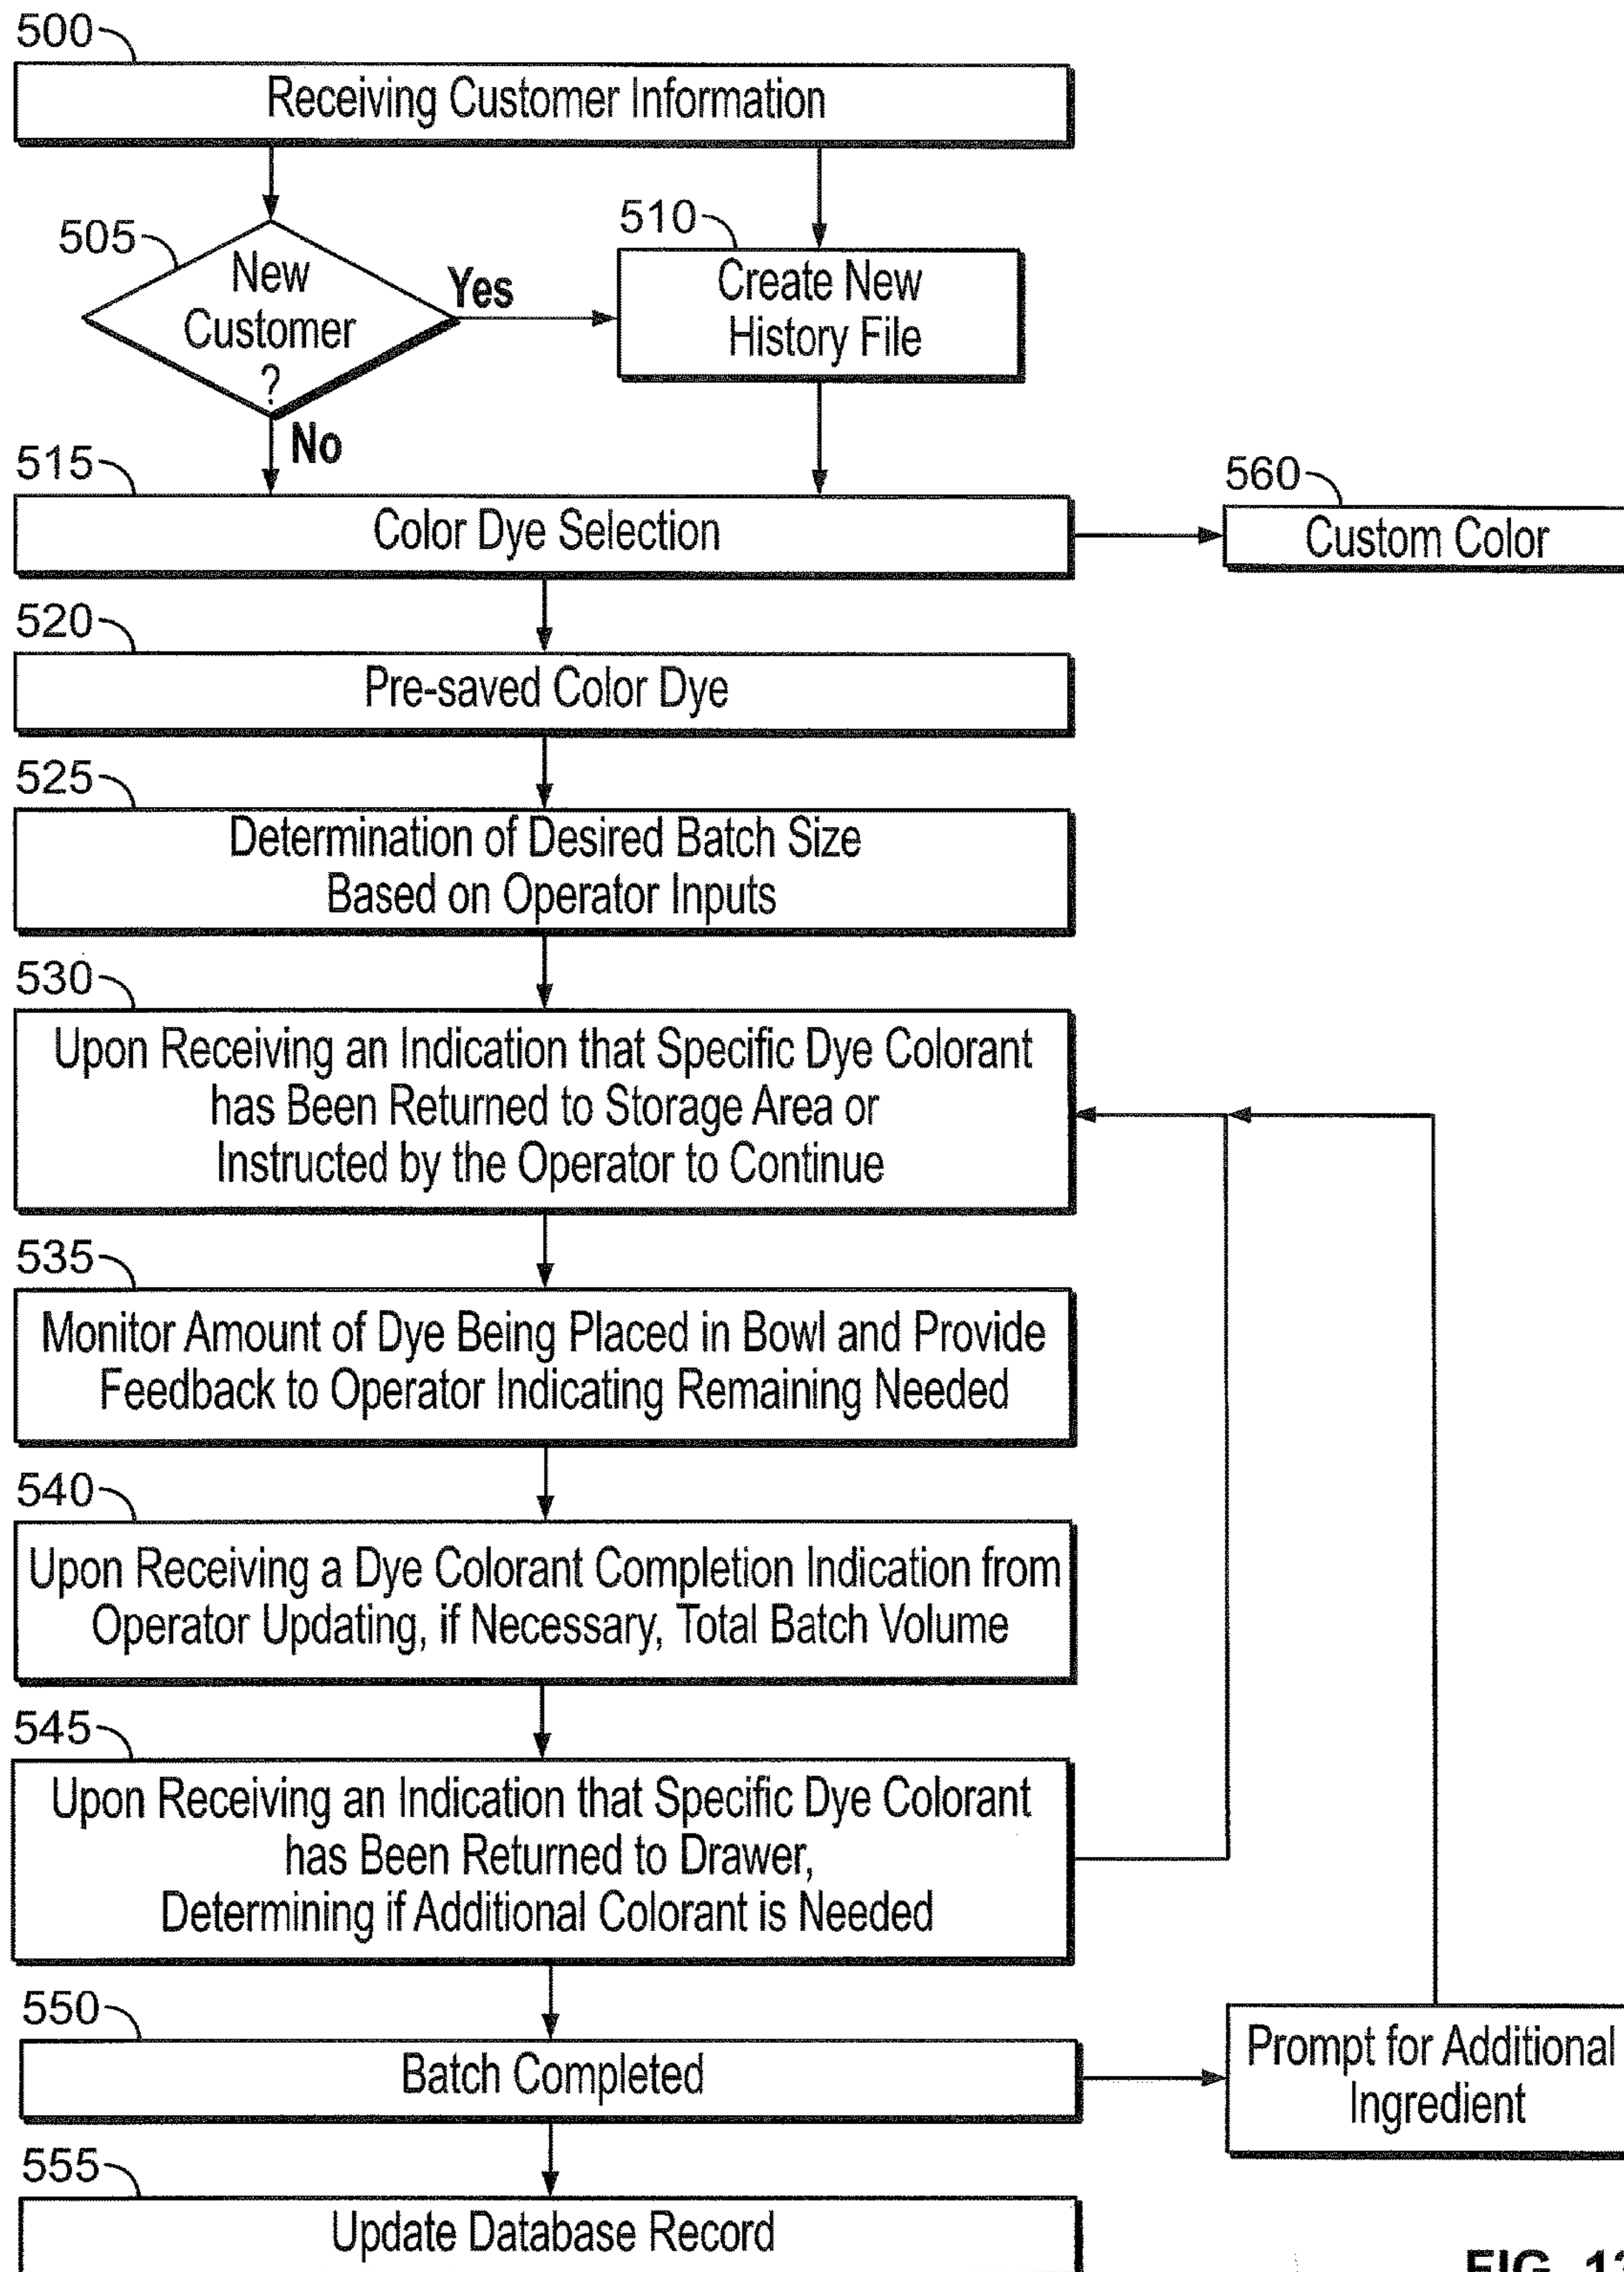 500
Receiving Customer Information
505
New
Customer
?
Yes
No
510
Create New
History File
515
Color Dye Selection
560
Custom Color
520
Pre-saved Color Dye
525
Determination of Desired Batch Size
Based on Operator Inputs
530
Upon Receiving an Indication that Specific Dye Colorant
has Been Returned to Storage Area or
Instructed by the Operator to Continue
535
Monitor Amount of Dye Being Placed in Bowl and Provide
Feedback to Operator Indicating Remaining Needed
540
Upon Receiving a Dye Colorant Completion Indication from
Operator Updating, if Necessary, Total Batch Volume
545
Upon Receiving an Indication that Specific Dye Colorant
has Been Returned to Drawer,
Determining if Additional Colorant is Needed
550
Batch Completed
Prompt for Additional
Ingredient
555
Update Database Record
FIG.